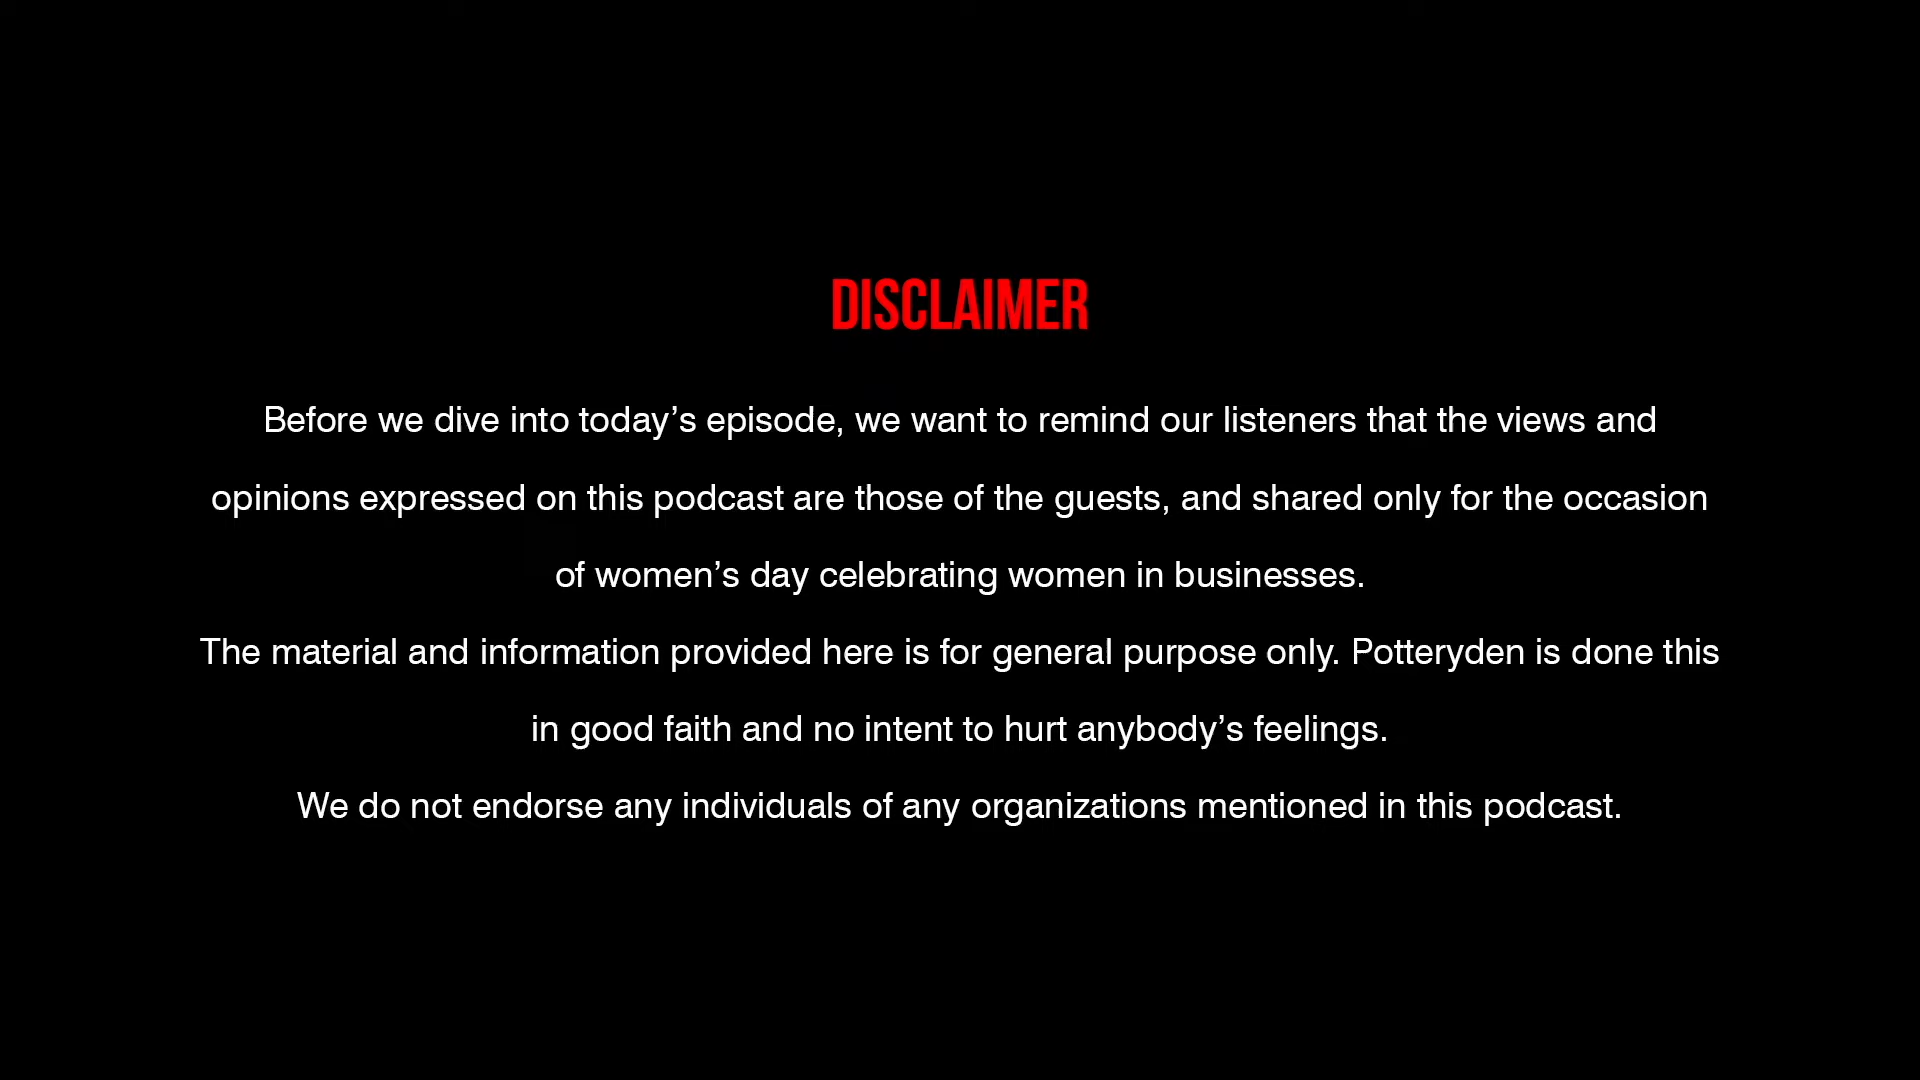 DISCLAIMER
Before we dive into today’s episode, we want to remind our listeners that the views and
opinions expressed on this podcast are those of the guests, and shared only for the occasion
of women’s day celebrating women in businesses.
The material and information provided here is for general purpose only. Potteryden is done this
in good faith and no intent to hurt anybody’s feelings.
We do not endorse any individuals of any organizations mentioned in this podcast.